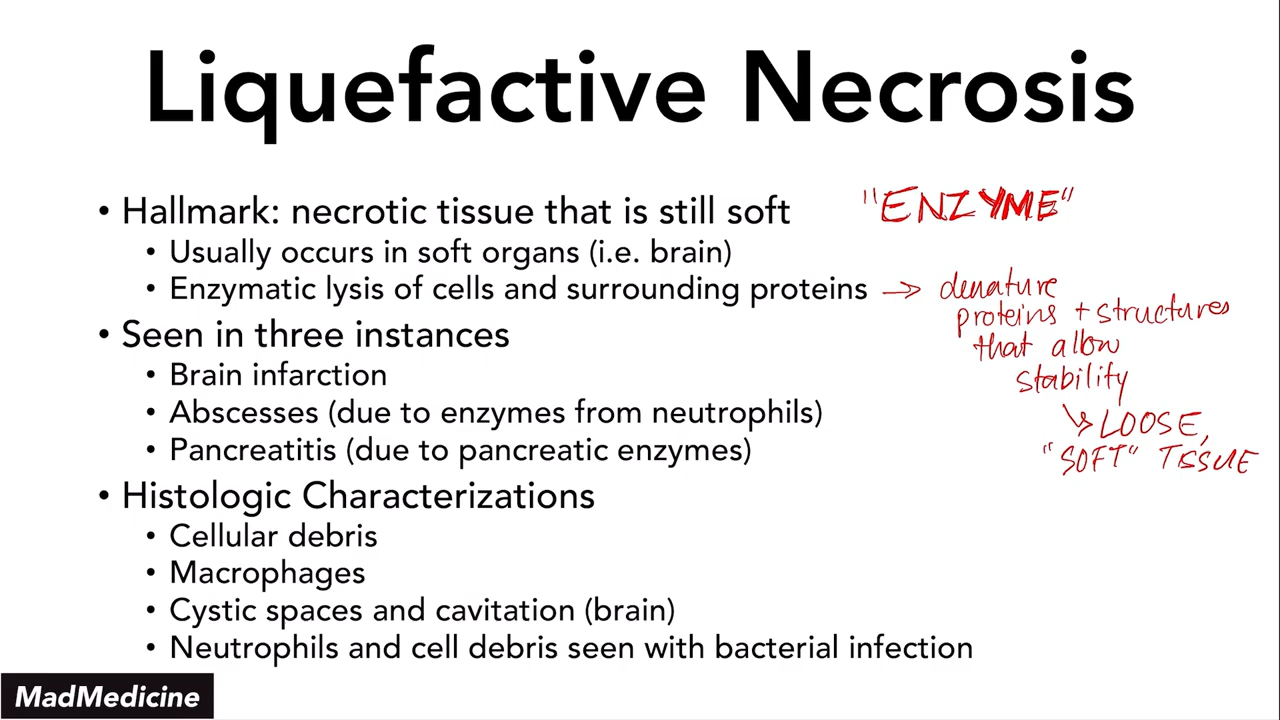 Liquefactive Necrosis
• Hallmark: necrotic tissue that is still soft
"ENZYME"
• Usually occurs in soft organs (i.e. brain)
• Enzymatic lysis of cells and surrounding proteins → denature
proteins + structures
that allow
stability
↳ LOOSE,
"SOFT" TISSUE
• Seen in three instances
• Brain infarction
• Abscesses (due to enzymes from neutrophils)
• Pancreatitis (due to pancreatic enzymes)
• Histologic Characterizations
• Cellular debris
• Macrophages
• Cystic spaces and cavitation (brain)
• Neutrophils and cell debris seen with bacterial infection
MadMedicine